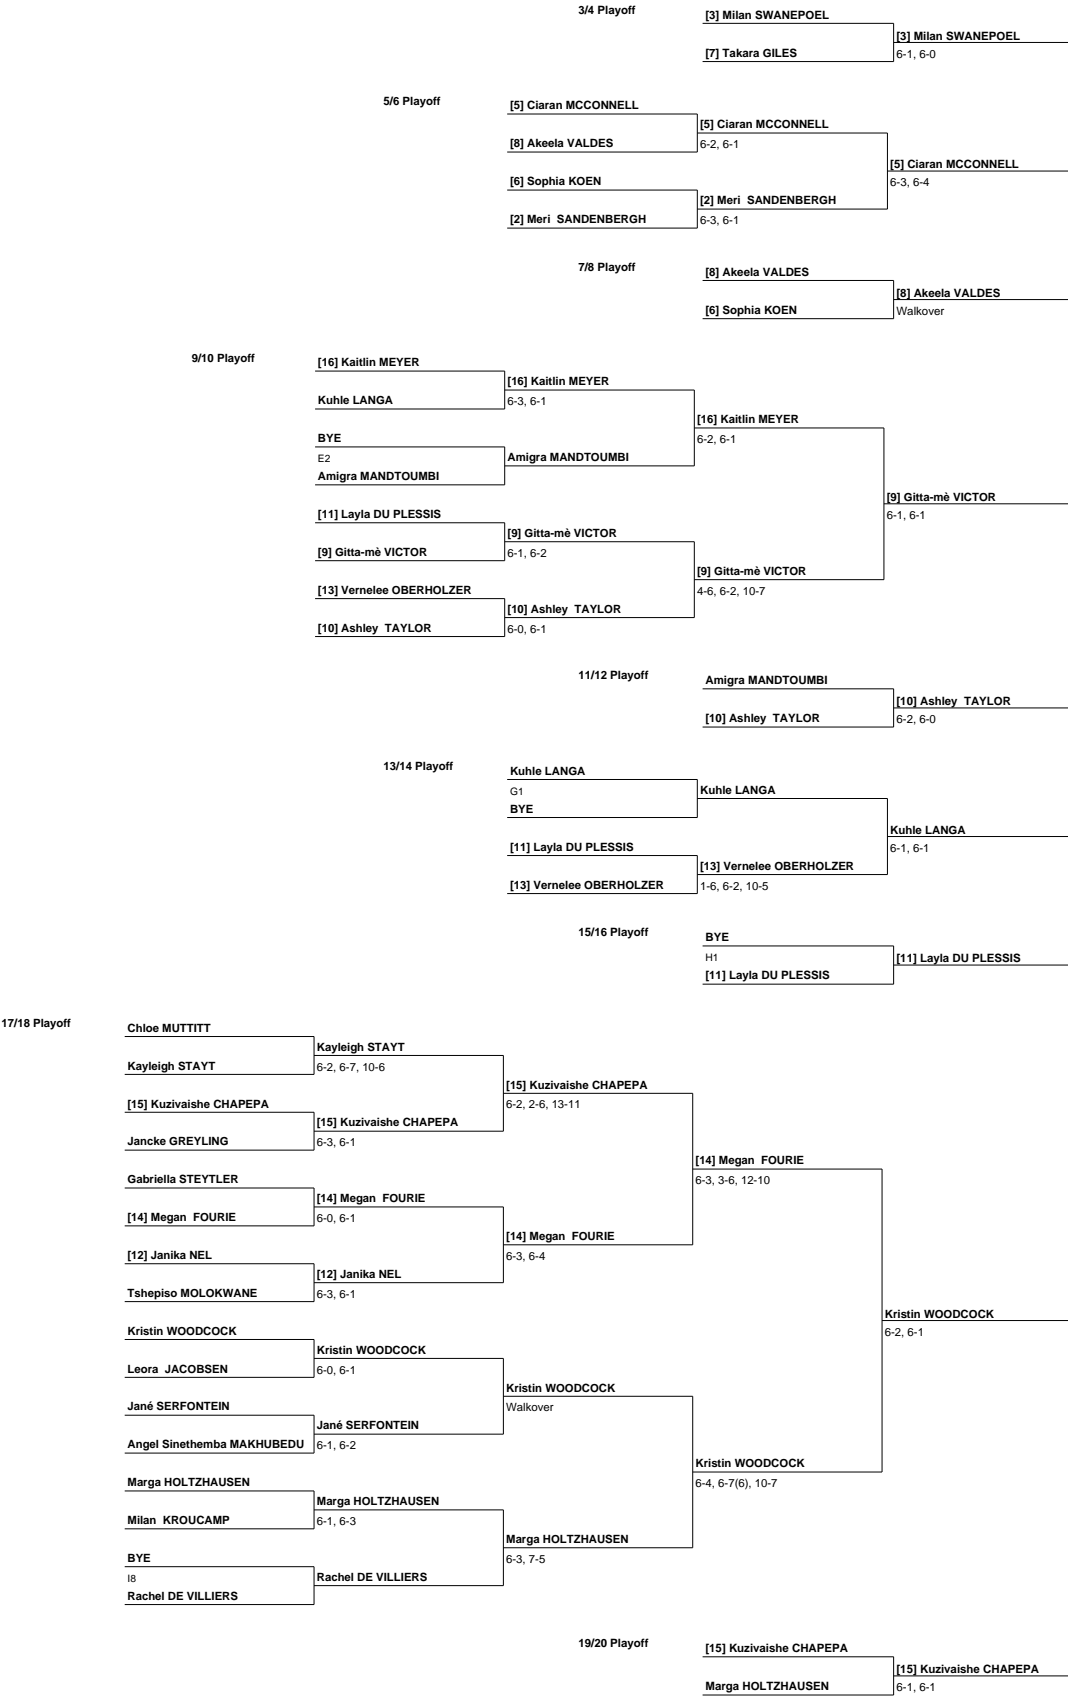 3/4 Playoff
[3] Milan SWANEPOEL
[3] Milan SWANEPOEL
[7] Takara GILES
6-1, 6-0
5/6 Playoff
[5] Ciaran MCCONNELL
[5] Ciaran MCCONNELL
[8] Akeela VALDES
6-2, 6-1
[5] Ciaran MCCONNELL
6-3, 6-4
[6] Sophia KOEN
[2] Meri SANDENBERGH
[2] Meri SANDENBERGH
6-3, 6-1
7/8 Playoff
[8] Akeela VALDES
[8] Akeela VALDES
[6] Sophia KOEN
Walkover
9/10 Playoff
[16] Kaitlin MEYER
[16] Kaitlin MEYER
Kuhle LANGA
6-3, 6-1
[16] Kaitlin MEYER
6-2, 6-1
BYE
E2
Amigra MANDTOUMBI
Amigra MANDTOUMBI
[9] Gitta-mè VICTOR
6-1, 6-1
[11] Layla DU PLESSIS
[9] Gitta-mè VICTOR
[9] Gitta-mè VICTOR
6-1, 6-2
[9] Gitta-mè VICTOR
4-6, 6-2, 10-7
[13] Vernelee OBERHOLZER
[10] Ashley TAYLOR
[10] Ashley TAYLOR
6-0, 6-1
11/12 Playoff
Amigra MANDTOUMBI
[10] Ashley TAYLOR
[10] Ashley TAYLOR
6-2, 6-0
13/14 Playoff
Kuhle LANGA
G1
Kuhle LANGA
BYE
Kuhle LANGA
6-1, 6-1
[11] Layla DU PLESSIS
[13] Vernelee OBERHOLZER
[13] Vernelee OBERHOLZER
1-6, 6-2, 10-5
15/16 Playoff
BYE
H1
[11] Layla DU PLESSIS
[11] Layla DU PLESSIS
17/18 Playoff
Chloe MUTTITT
Kayleigh STAYT
Kayleigh STAYT
6-2, 6-7, 10-6
[15] Kuzivaishe CHAPEPA
6-2, 2-6, 13-11
[15] Kuzivaishe CHAPEPA
[15] Kuzivaishe CHAPEPA
Jancke GREYLING
6-3, 6-1
[14] Megan FOURIE
6-3, 3-6, 12-10
Gabriella STEYTLER
[14] Megan FOURIE
[14] Megan FOURIE
6-0, 6-1
[14] Megan FOURIE
6-3, 6-4
[12] Janika NEL
[12] Janika NEL
Tshepiso MOLOKWANE
6-3, 6-1
Kristin WOODCOCK
6-2, 6-1
Kristin WOODCOCK
Kristin WOODCOCK
Leora JACOBSEN
6-0, 6-1
Kristin WOODCOCK
Walkover
Jané SERFONTEIN
Jané SERFONTEIN
Angel Sinethemba MAKHUBEDU
6-1, 6-2
Kristin WOODCOCK
6-4, 6-7(6), 10-7
Marga HOLTZHAUSEN
Marga HOLTZHAUSEN
Milan KROUCAMP
6-1, 6-3
Marga HOLTZHAUSEN
6-3, 7-5
BYE
I8
Rachel DE VILLIERS
Rachel DE VILLIERS
19/20 Playoff
[15] Kuzivaishe CHAPEPA
[15] Kuzivaishe CHAPEPA
Marga HOLTZHAUSEN
6-1, 6-1